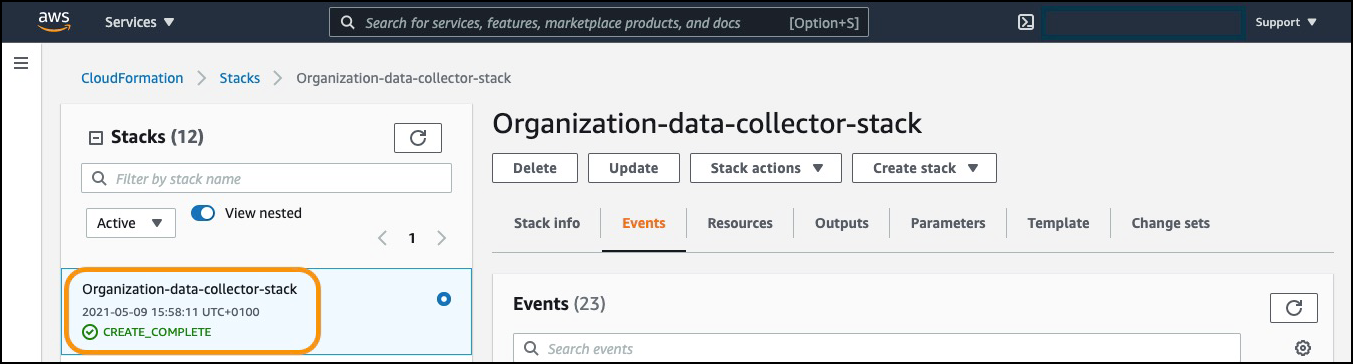 aws
Services
Search for services, features, marketplace products, and docs
[Option+S]
Support
CloudFormation
Stacks
Organization-data-collector-stack
Stacks (12)
Filter by stack name
Active
View nested
1
Organization-data-collector-stack
2021-05-09 15:58:11 UTC+0100
CREATE_COMPLETE
Organization-data-collector-stack
Delete
Update
Stack actions
Create stack
Stack info
Events
Resources
Outputs
Parameters
Template
Change sets
Events (23)
Search events